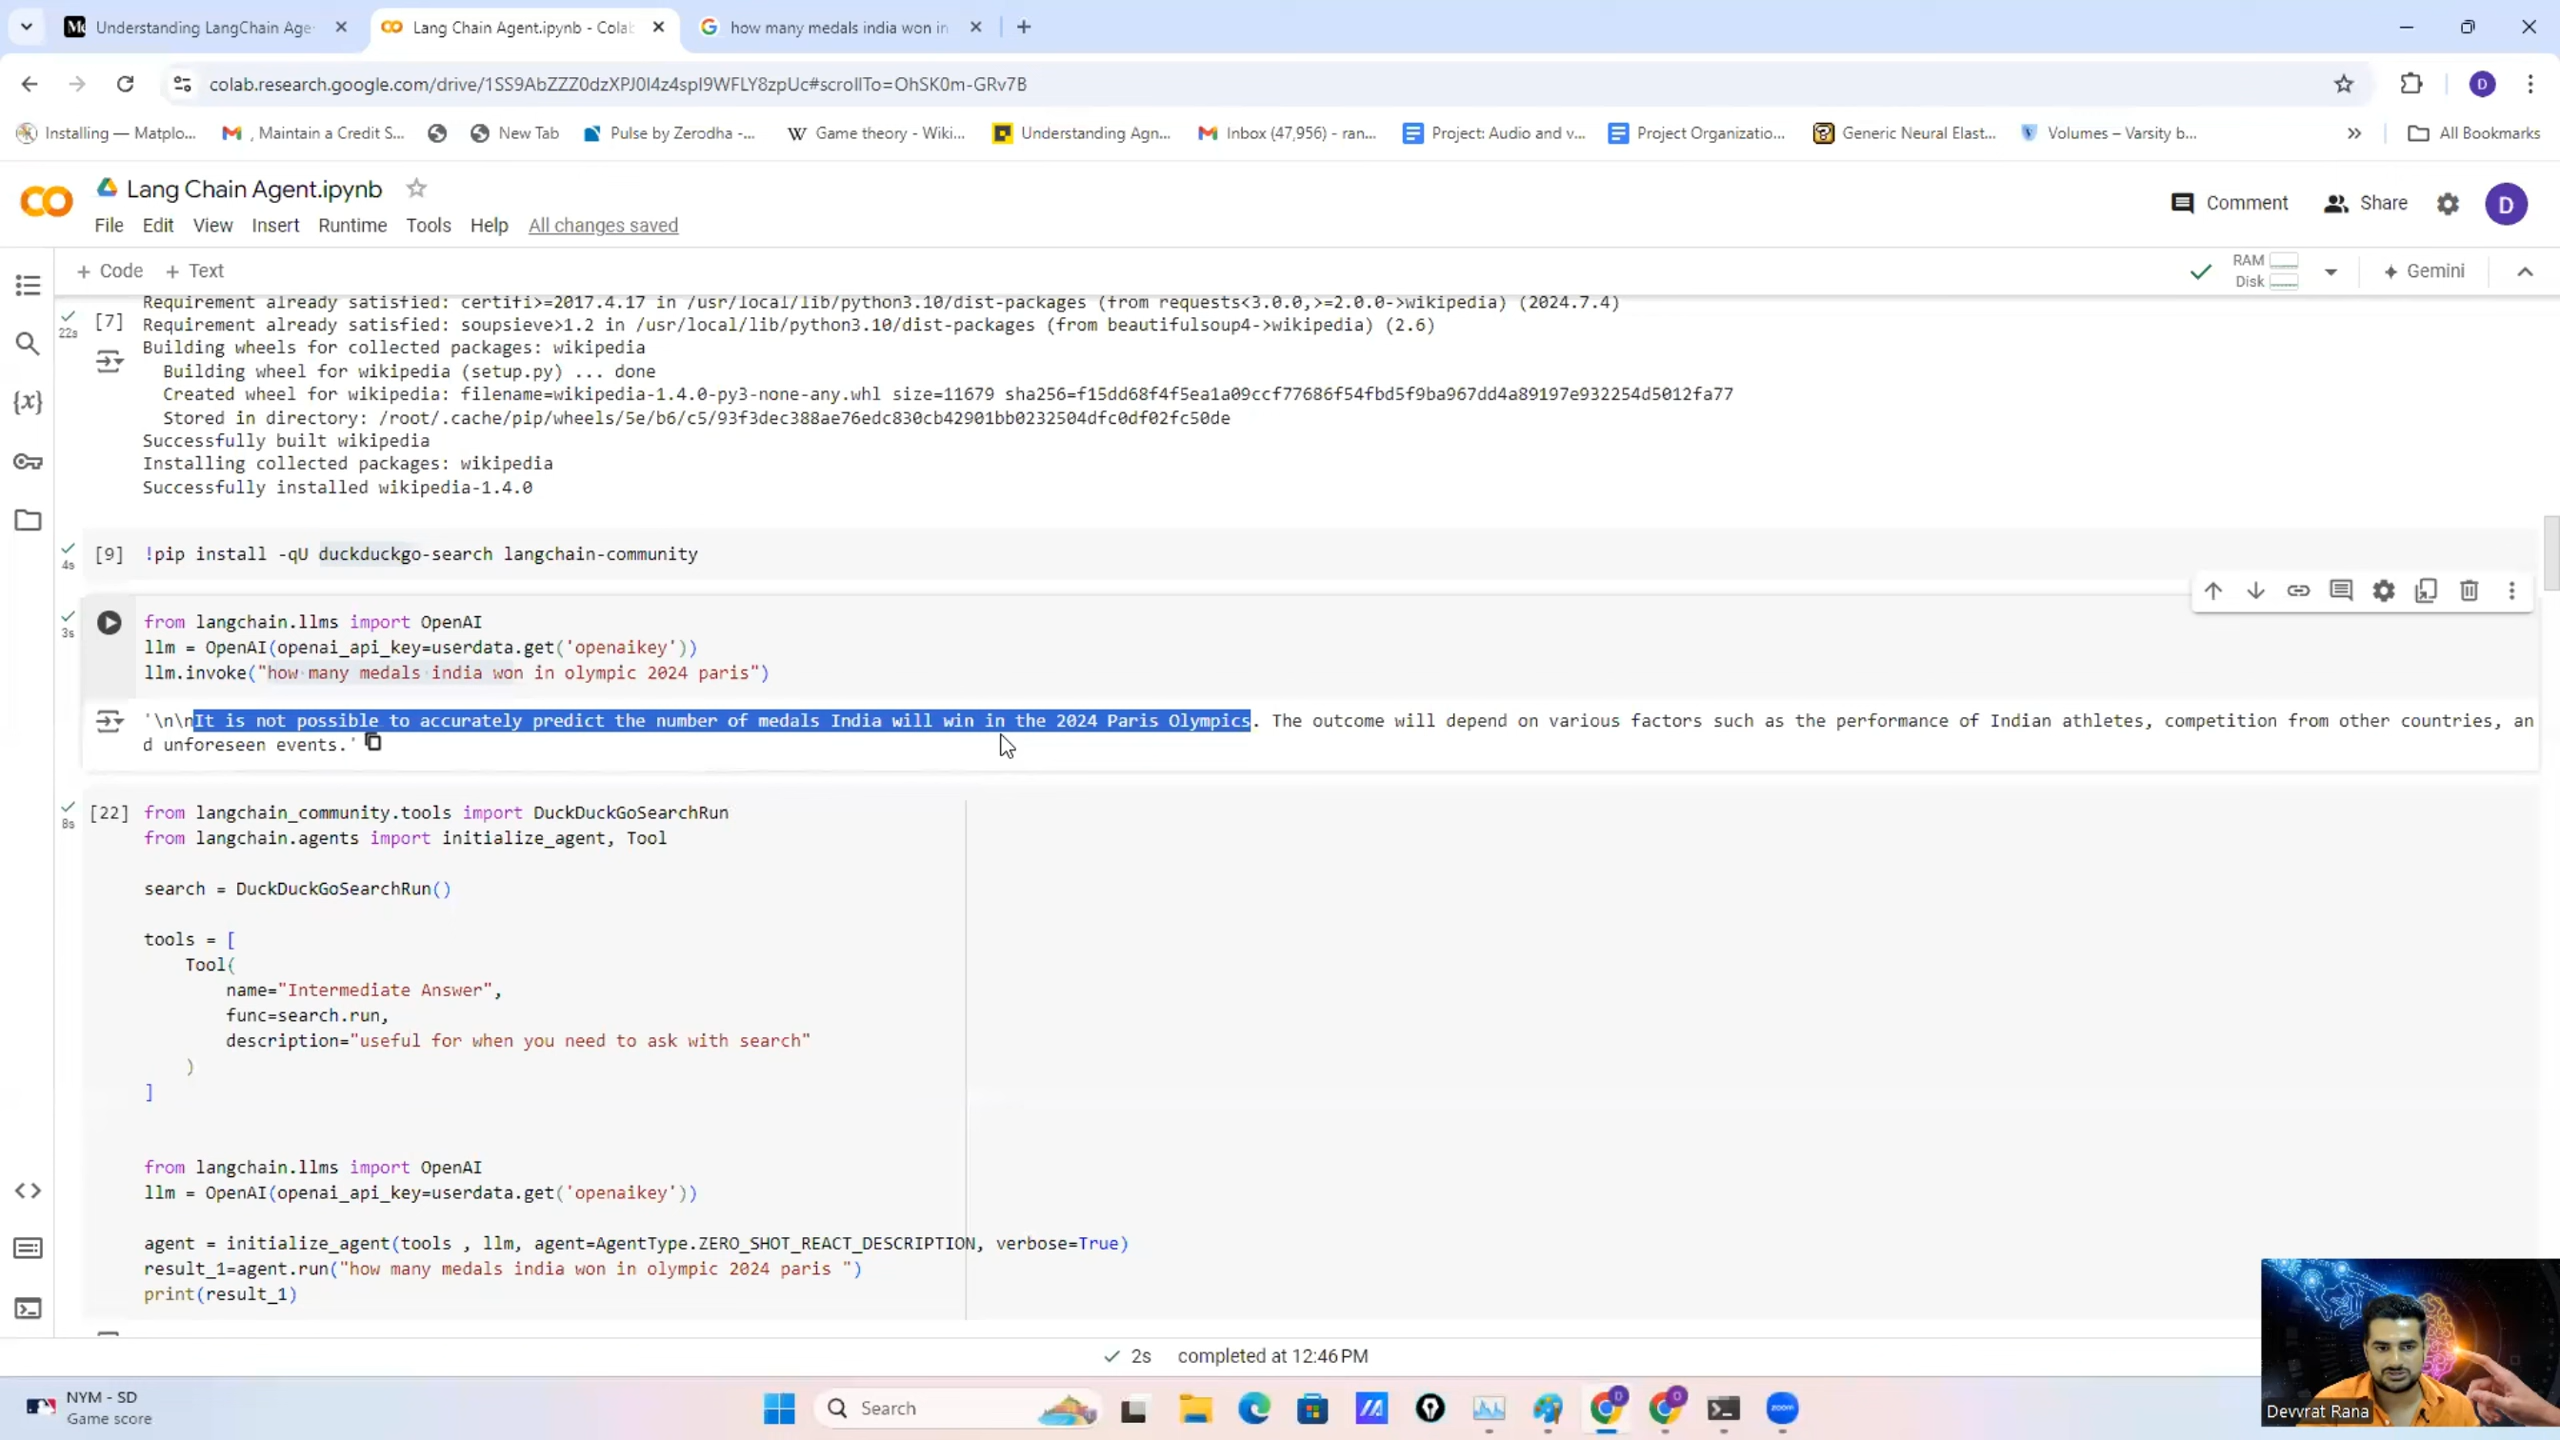 Understanding LangChain Age
Lang Chain Agent.ipynb - Cola
how many medals india won in
colab.research.google.com/drive/1SS9AbZZZ0dzXPJ0l4z4spI9WFLY8zpUc#scrollTo=OhSK0m-GRv7B
Installing — Matplo...
, Maintain a Credit S...
New Tab
Pulse by Zerodha -...
Game theory - Wiki...
Understanding Agn...
Inbox (47,956) - ran...
Project: Audio and v...
Project Organizatio...
Generic Neural Elast...
Volumes – Varsity b...
All Bookmarks
Lang Chain Agent.ipynb
Comment
Share
D
File Edit View Insert Runtime Tools Help All changes saved
+ Code + Text
RAM
Disk
Gemini
[7]
22s
Requirement already satisfied: certifi>=2017.4.17 in /usr/local/lib/python3.10/dist-packages (from requests<3.0.0,>=2.0.0->wikipedia) (2024.7.4)
Requirement already satisfied: soupsieve>1.2 in /usr/local/lib/python3.10/dist-packages (from beautifulsoup4->wikipedia) (2.6)
Building wheels for collected packages: wikipedia
Building wheel for wikipedia (setup.py) ... done
Created wheel for wikipedia: filename=wikipedia-1.4.0-py3-none-any.whl size=11679 sha256=f15dd68f4f5ea1a09ccf77686f54fbd5f9ba967dd4a89197e932254d5012fa77
Stored in directory: /root/.cache/pip/wheels/5e/b6/c5/93f3dec388ae76edc830cb42901bb0232504dfc0df02fc50de
Successfully built wikipedia
Installing collected packages: wikipedia
Successfully installed wikipedia-1.4.0
4s
[9] !pip install -qU duckduckgo-search langchain-community
3s
from langchain.llms import OpenAI
llm = OpenAI(openai_api_key=userdata.get('openaikey'))
llm.invoke("how many medals india won in olympic 2024 paris")
'\n\nIt is not possible to accurately predict the number of medals India will win in the 2024 Paris Olympics. The outcome will depend on various factors such as the performance of Indian athletes, competition from other countries, an
d unforeseen events.'
8s
[22] from langchain_community.tools import DuckDuckGoSearchRun
from langchain.agents import initialize_agent, Tool
search = DuckDuckGoSearchRun()
tools = [
Tool(
name="Intermediate Answer",
func=search.run,
description="useful for when you need to ask with search"
)
]
from langchain.llms import OpenAI
llm = OpenAI(openai_api_key=userdata.get('openaikey'))
agent = initialize_agent(tools , llm, agent=AgentType.ZERO_SHOT_REACT_DESCRIPTION, verbose=True)
result_1=agent.run("how many medals india won in olympic 2024 paris ")
print(result_1)
2s completed at 12:46 PM
NYM - SD
Game score
Search
zoom
Devvrat Rana